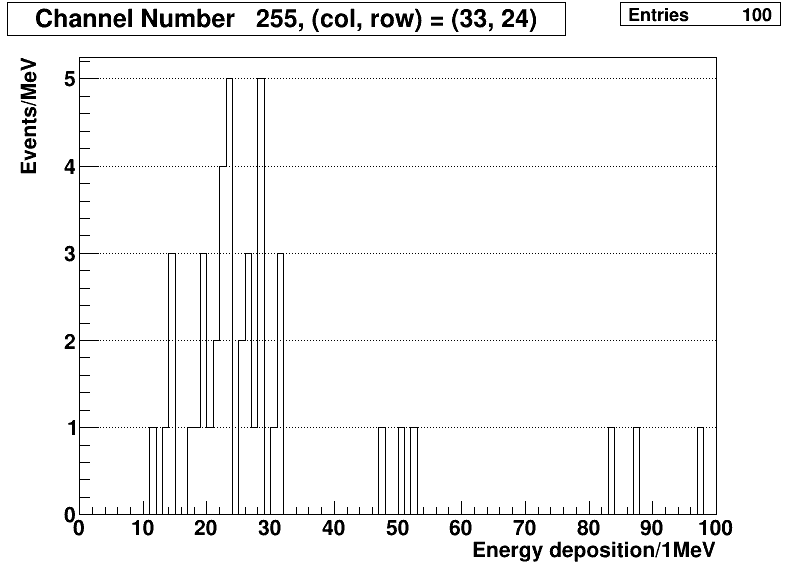 Channel Number 255, (col, row) = (33, 24)
Entries 100
Events/MeV
5
4
3
2
1
0
0 10 20 30 40 50 60 70 80 90 100
Energy deposition/1MeV